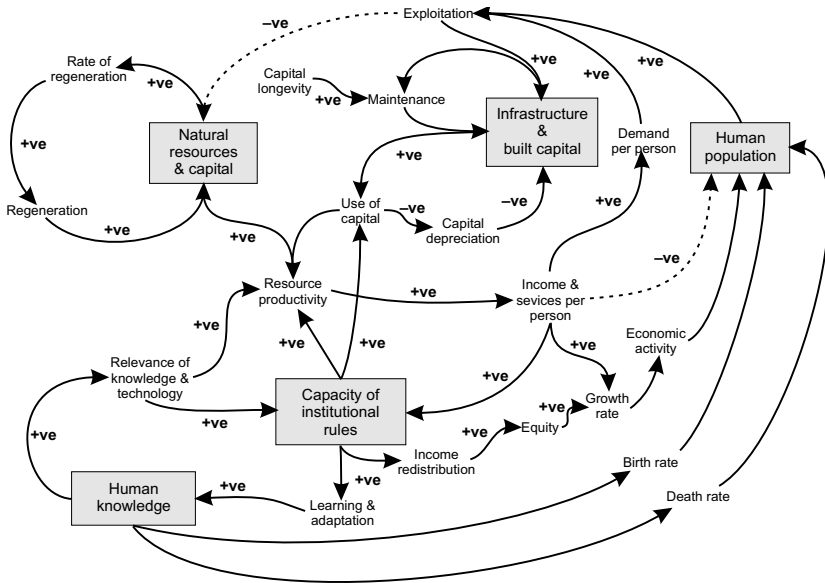 Exploitation
–ve
+ve
+ve
+ve
Rate of
regeneration
+ve
Capital
longevity
+ve
Maintenance
Infrastructure
&
built capital
Natural
resources
& capital
Demand
per person
Human
population
+ve
+ve
Regeneration
+ve
+ve
Use of
capital
–ve
–ve
Capital
depreciation
+ve
–ve
Resource
productivity
+ve
Income &
sevices per
person
+ve
+ve
+ve
+ve
Economic
activity
Relevance of
knowledge &
technology
+ve
+ve
Capacity of
institutional
rules
+ve
Growth
rate
+ve
Equity
+ve
Income
redistribution
+ve
+ve
Birth rate
Death rate
Human
knowledge
+ve
Learning &
adaptation